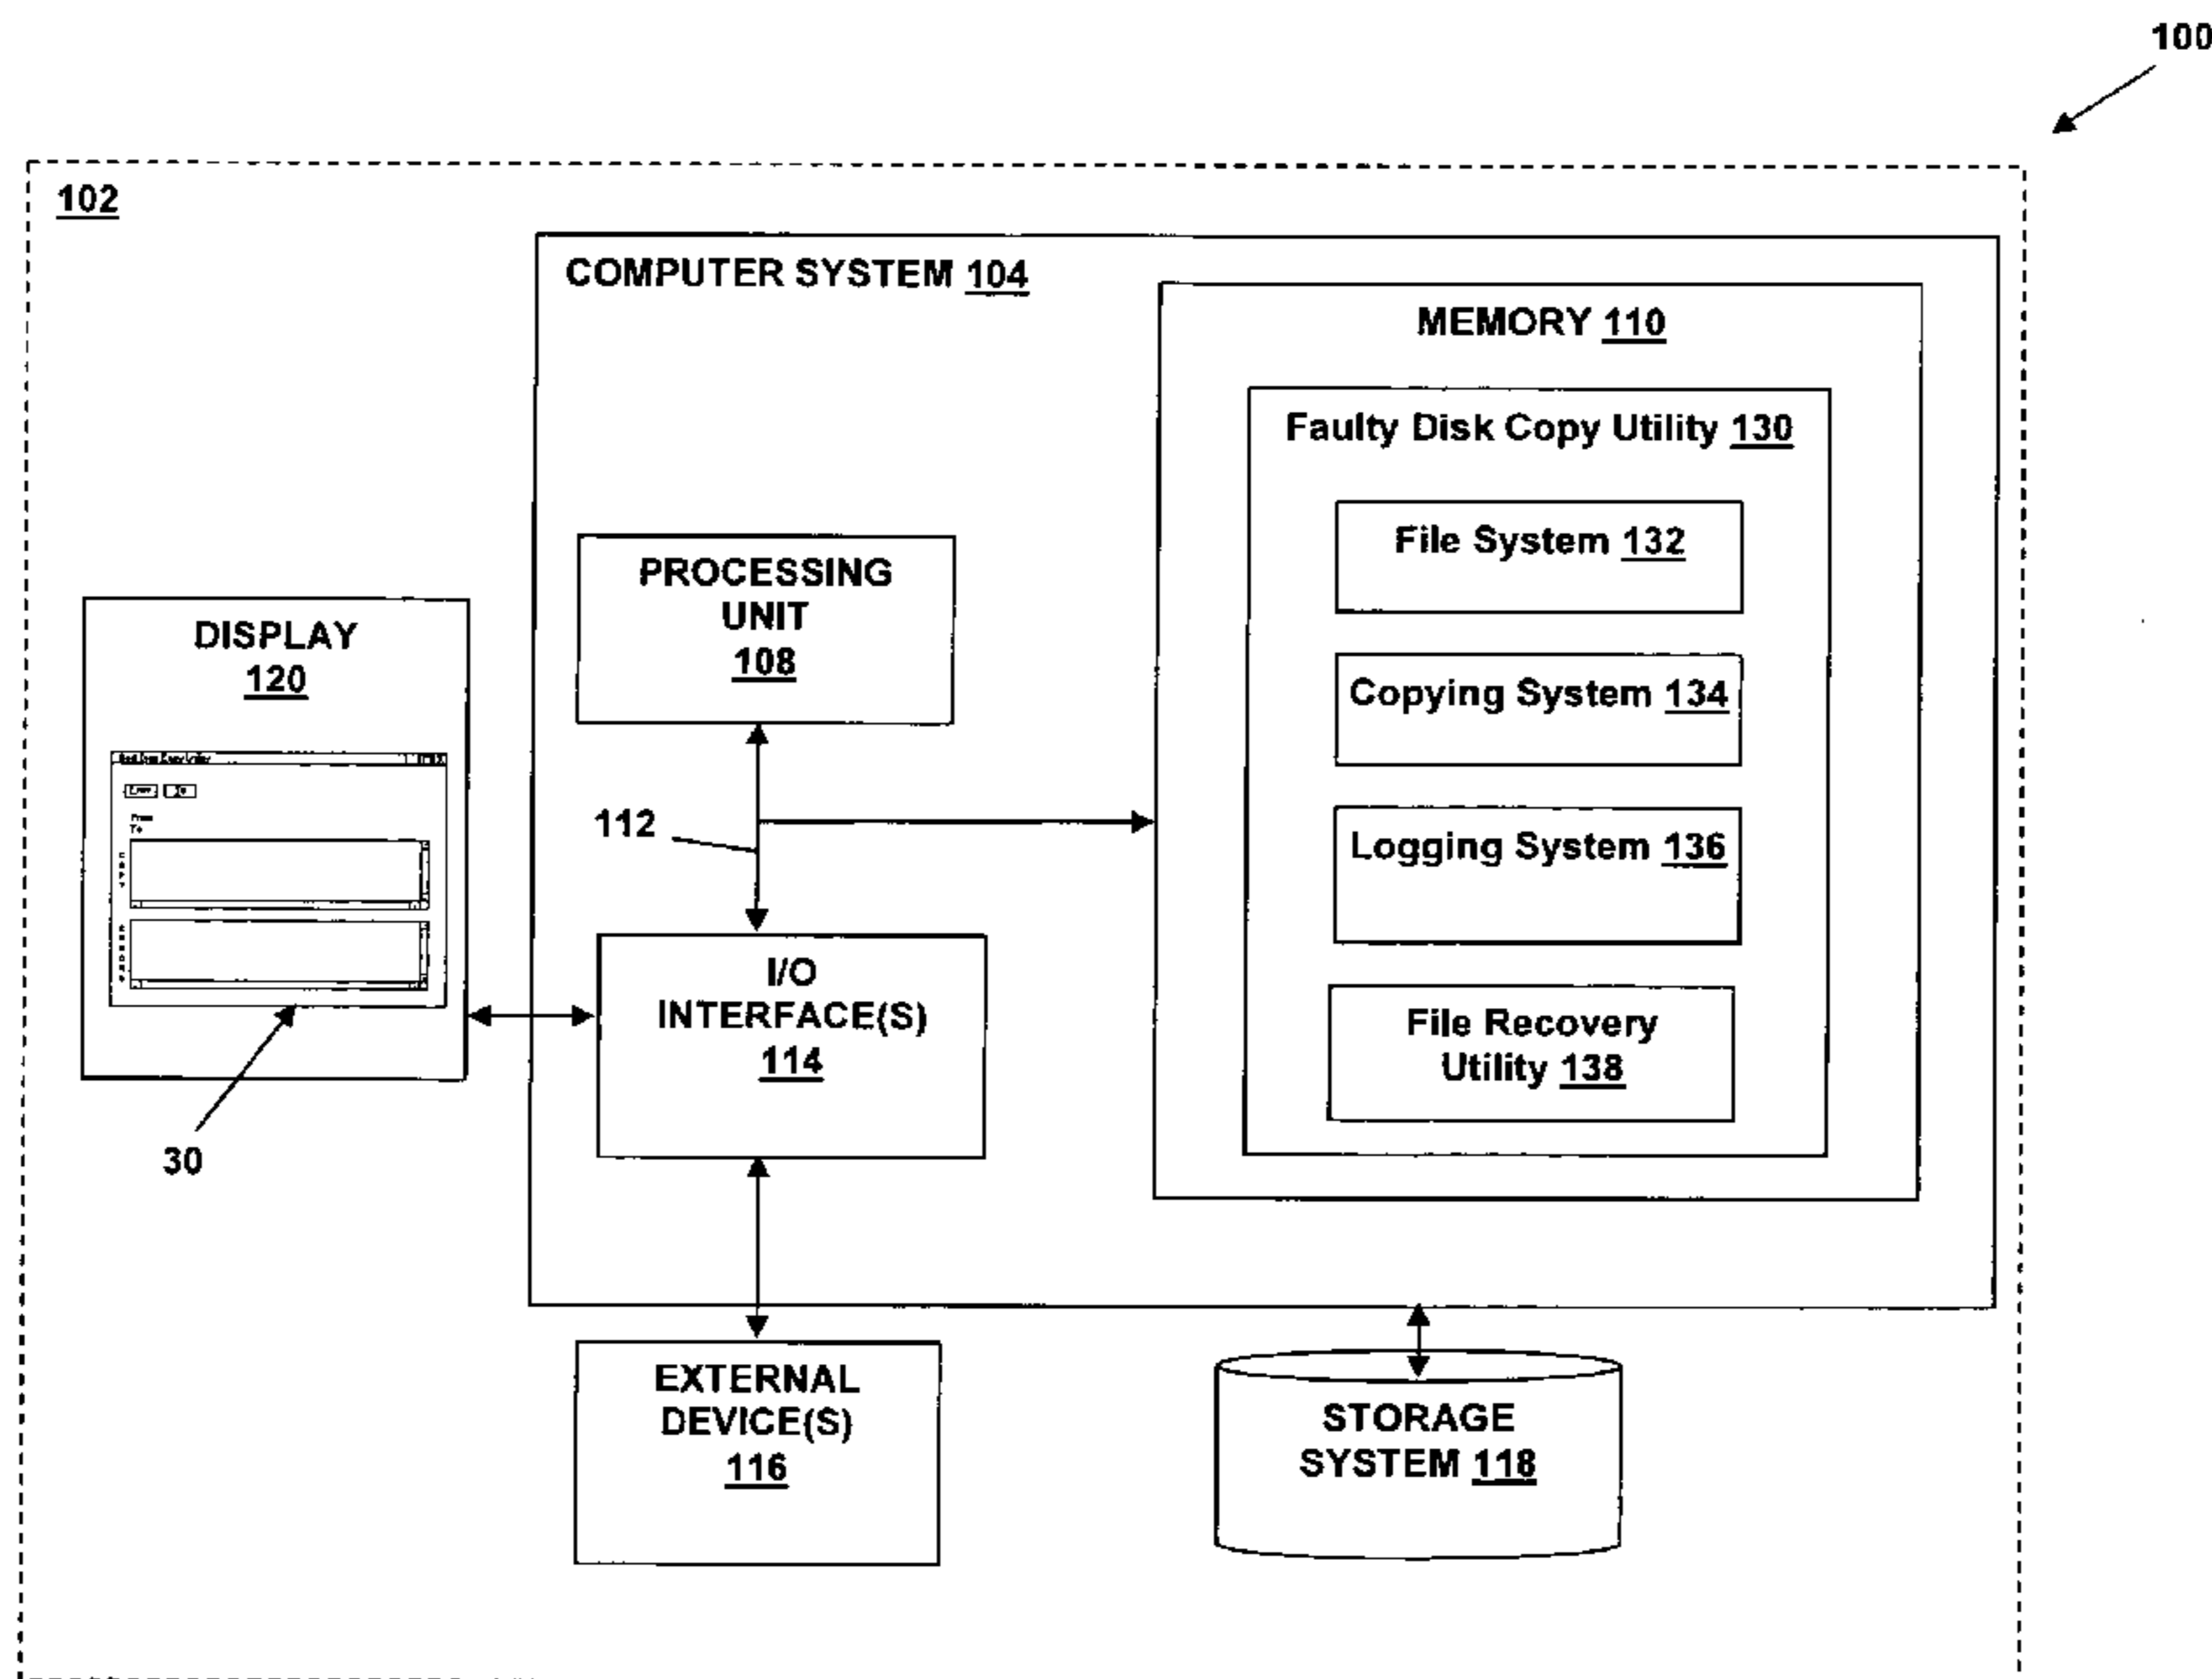 100
102
COMPUTER SYSTEM 104
MEMORY 110
Faulty Disk Copy Utility 130
File System 132
PROCESSING
UNIT
108
DISPLAY
120
Copying System 134
From
To
112
Logging System 136
I/O
INTERFACE(S)
114
File Recovery
Utility 138
30
EXTERNAL
DEVICE(S)
116
STORAGE
SYSTEM 118